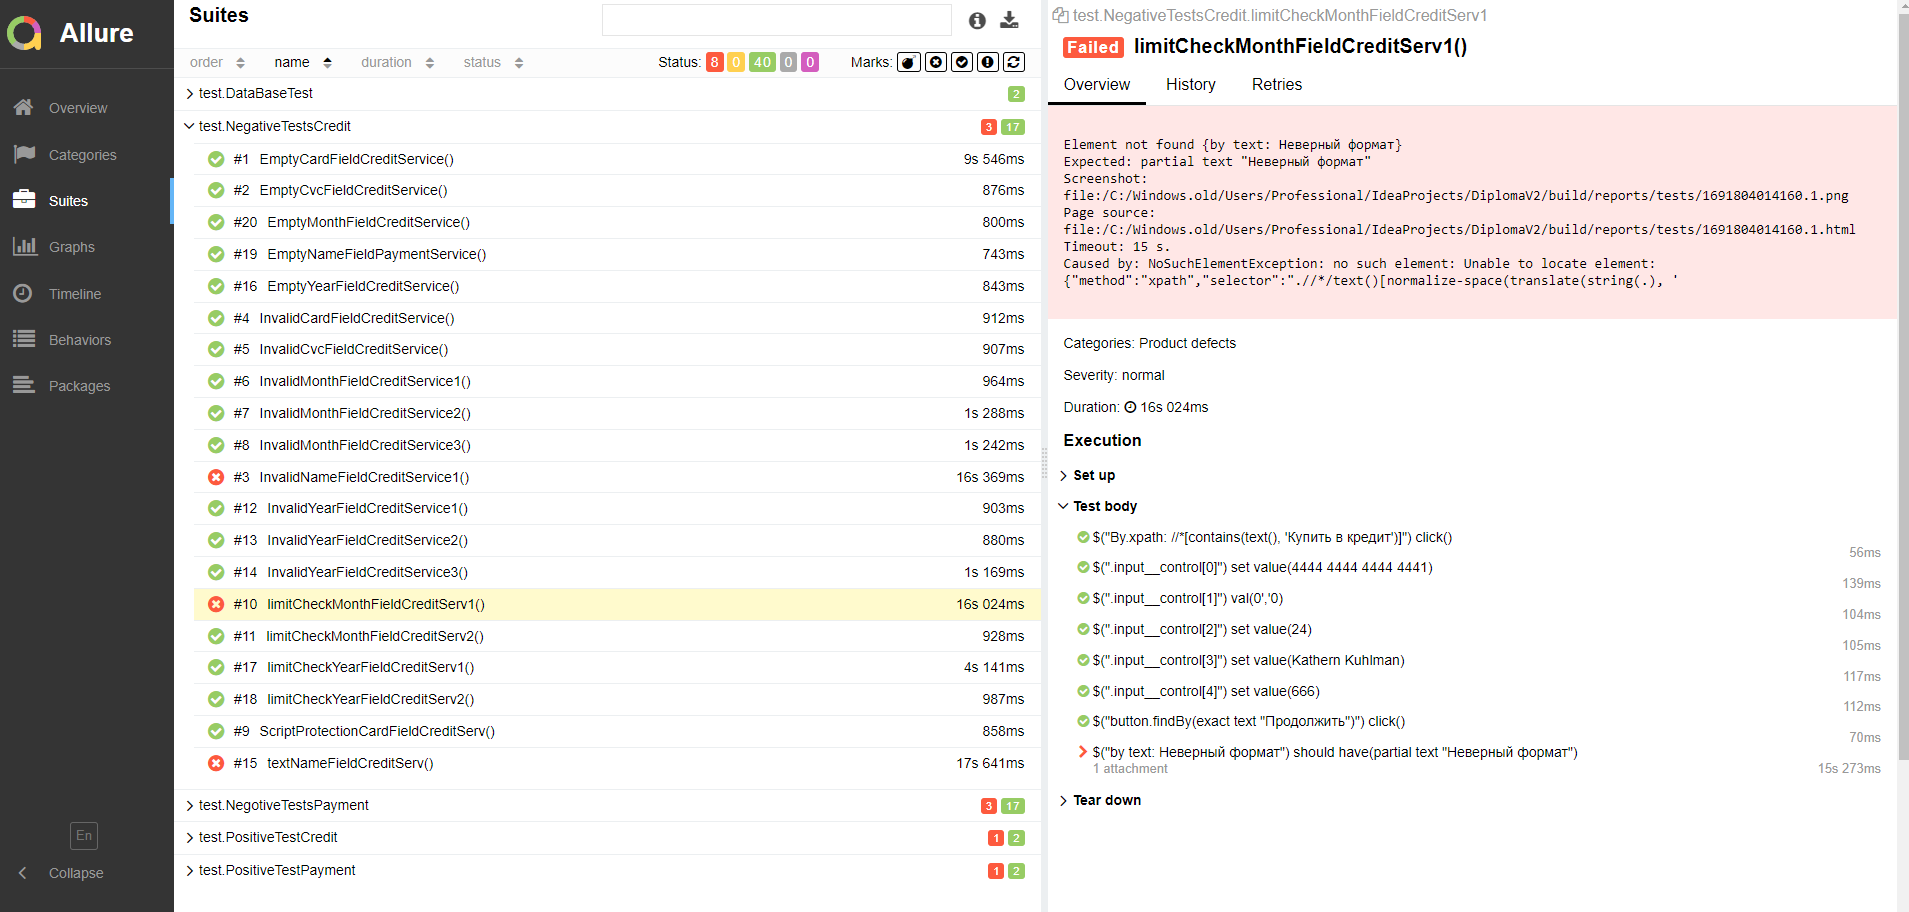 Allure
Overview
Categories
Suites
Graphs
Timeline
Behaviors
Packages
En
Collapse
Suites
order name duration status
Status: 8 0 40 0 0 Marks:
test.DataBaseTest 2
test.NegativeTestsCredit 3 17
#1 EmptyCardFieldCreditService() 9s 546ms
#2 EmptyCvcFieldCreditService() 876ms
#20 EmptyMonthFieldCreditService() 800ms
#19 EmptyNameFieldPaymentService() 743ms
#16 EmptyYearFieldCreditService() 843ms
#4 InvalidCardFieldCreditService() 912ms
#5 InvalidCvcFieldCreditService() 907ms
#6 InvalidMonthFieldCreditService1() 964ms
#7 InvalidMonthFieldCreditService2() 1s 288ms
#8 InvalidMonthFieldCreditService3() 1s 242ms
#3 InvalidNameFieldCreditService1() 16s 369ms
#12 InvalidYearFieldCreditService1() 903ms
#13 InvalidYearFieldCreditService2() 880ms
#14 InvalidYearFieldCreditService3() 1s 169ms
#10 limitCheckMonthFieldCreditServ1() 16s 024ms
#11 limitCheckMonthFieldCreditServ2() 928ms
#17 limitCheckYearFieldCreditServ1() 4s 141ms
#18 limitCheckYearFieldCreditServ2() 987ms
#9 ScriptProtectionCardFieldCreditServ() 858ms
#15 textNameFieldCreditServ() 17s 641ms
test.NegotiveTestsPayment 3 17
test.PositiveTestCredit 1 2
test.PositiveTestPayment 1 2
test.NegativeTestsCredit.limitCheckMonthFieldCreditServ1
Failed limitCheckMonthFieldCreditServ1()
Overview History Retries
Element not found {by text: Неверный формат}
Expected: partial text "Неверный формат"
Screenshot:
file:/C:/Windows.old/Users/Professional/IdeaProjects/DiplomaV2/build/reports/tests/1691804014160.1.png
Page source:
file:/C:/Windows.old/Users/Professional/IdeaProjects/DiplomaV2/build/reports/tests/1691804014160.1.html
Timeout: 15 s.
Caused by: NoSuchElementException: no such element: Unable to locate element:
{"method":"xpath","selector":".//*/text()[normalize-space(translate(string(.), '
Categories: Product defects
Severity: normal
Duration: 16s 024ms
Execution
Set up
Test body
$("By.xpath: //*[contains(text(), 'Купить в кредит')]") click()
56ms
$(".input__control[0]") set value(4444 4444 4444 4441)
139ms
$(".input__control[1]") val(0','0)
104ms
$(".input__control[2]") set value(24)
105ms
$(".input__control[3]") set value(Kathern Kuhlman)
117ms
$(".input__control[4]") set value(666)
112ms
$("button.findBy(exact text "Продолжить")") click()
70ms
$("by text: Неверный формат") should have(partial text "Неверный формат")
1 attachment 15s 273ms
Tear down